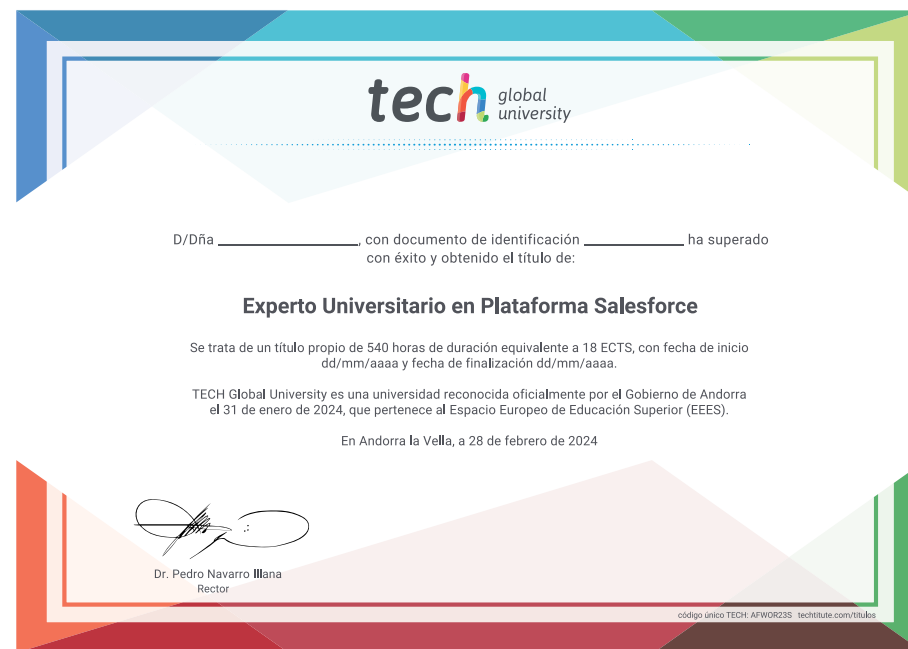 tech global university
D/Dña ______________, con documento de identificación __________ ha superado
con éxito y obtenido el título de:
Experto Universitario en Plataforma Salesforce
Se trata de un título propio de 540 horas de duración equivalente a 18 ECTS, con fecha de inicio
dd/mm/aaaa y fecha de finalización dd/mm/aaaa.
TECH Global University es una universidad reconocida oficialmente por el Gobierno de Andorra
el 31 de enero de 2024, que pertenece al Espacio Europeo de Educación Superior (EEES).
En Andorra la Vella, a 28 de febrero de 2024
Dr. Pedro Navarro Illana
Rector
código único TECH: AFWOR23S techtitute.com/titulos